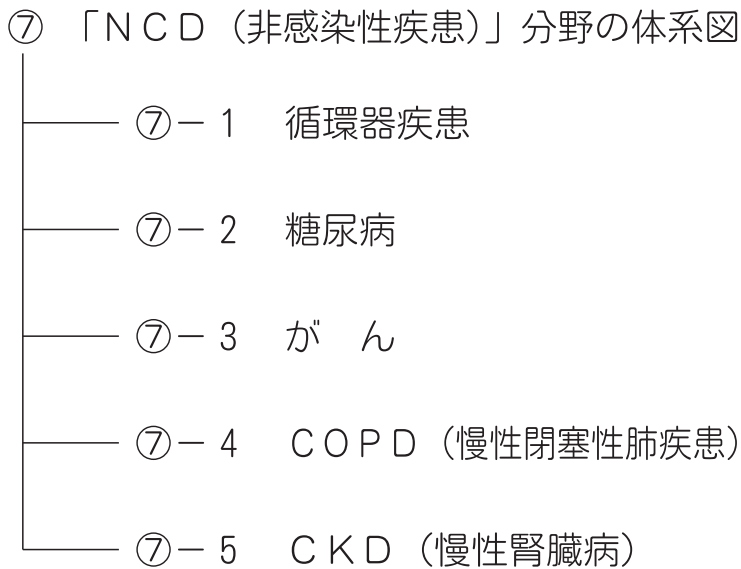 ⑦ 「ＮＣＤ（非感染性疾患）」分野の体系図
⑦－１ 循環器疾患
⑦－２ 糖尿病
⑦－３ が ん
⑦－４ ＣＯＰＤ（慢性閉塞性肺疾患）
⑦－５ ＣＫＤ（慢性腎臓病）